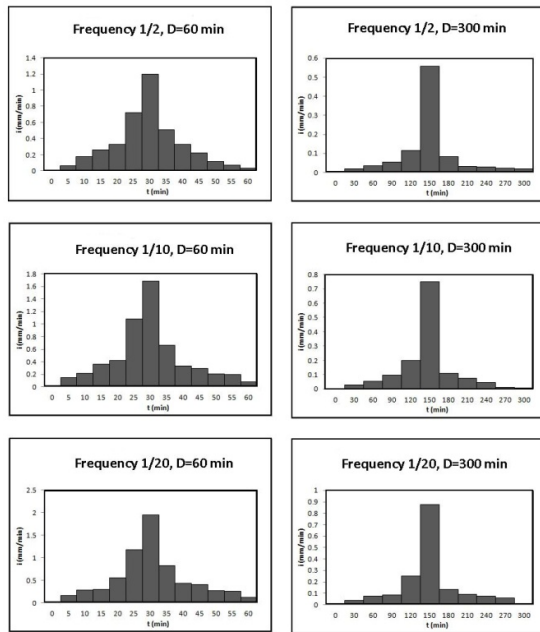 Frequency 1/2, D=60 min
1.4
1.2
1
0.8
0.6
0.4
0.2
0
i (mm/min)
0 5 10 15 20 25 30 35 40 45 50 55 60
t (min)
Frequency 1/2, D=300 min
0.6
0.5
0.4
0.3
0.2
0.1
0
i (mm/min)
0 30 60 90 120 150 180 210 240 270 300
t (min)
Frequency 1/10, D=60 min
1.8
1.6
1.4
1.2
1
0.8
0.6
0.4
0.2
0
i (mm/min)
0 5 10 15 20 25 30 35 40 45 50 55 60
t (min)
Frequency 1/10, D=300 min
0.8
0.7
0.6
0.5
0.4
0.3
0.2
0.1
0
i (mm/min)
0 30 60 90 120 150 180 210 240 270 300
t (min)
Frequency 1/20, D=60 min
2.5
2
1.5
1
0.5
0
i (mm/min)
0 5 10 15 20 25 30 35 40 45 50 55 60
t (min)
Frequency 1/20, D=300 min
1
0.9
0.8
0.7
0.6
0.5
0.4
0.3
0.2
0.1
0
i (mm/min)
0 30 60 90 120 150 180 210 240 270 300
t (min)